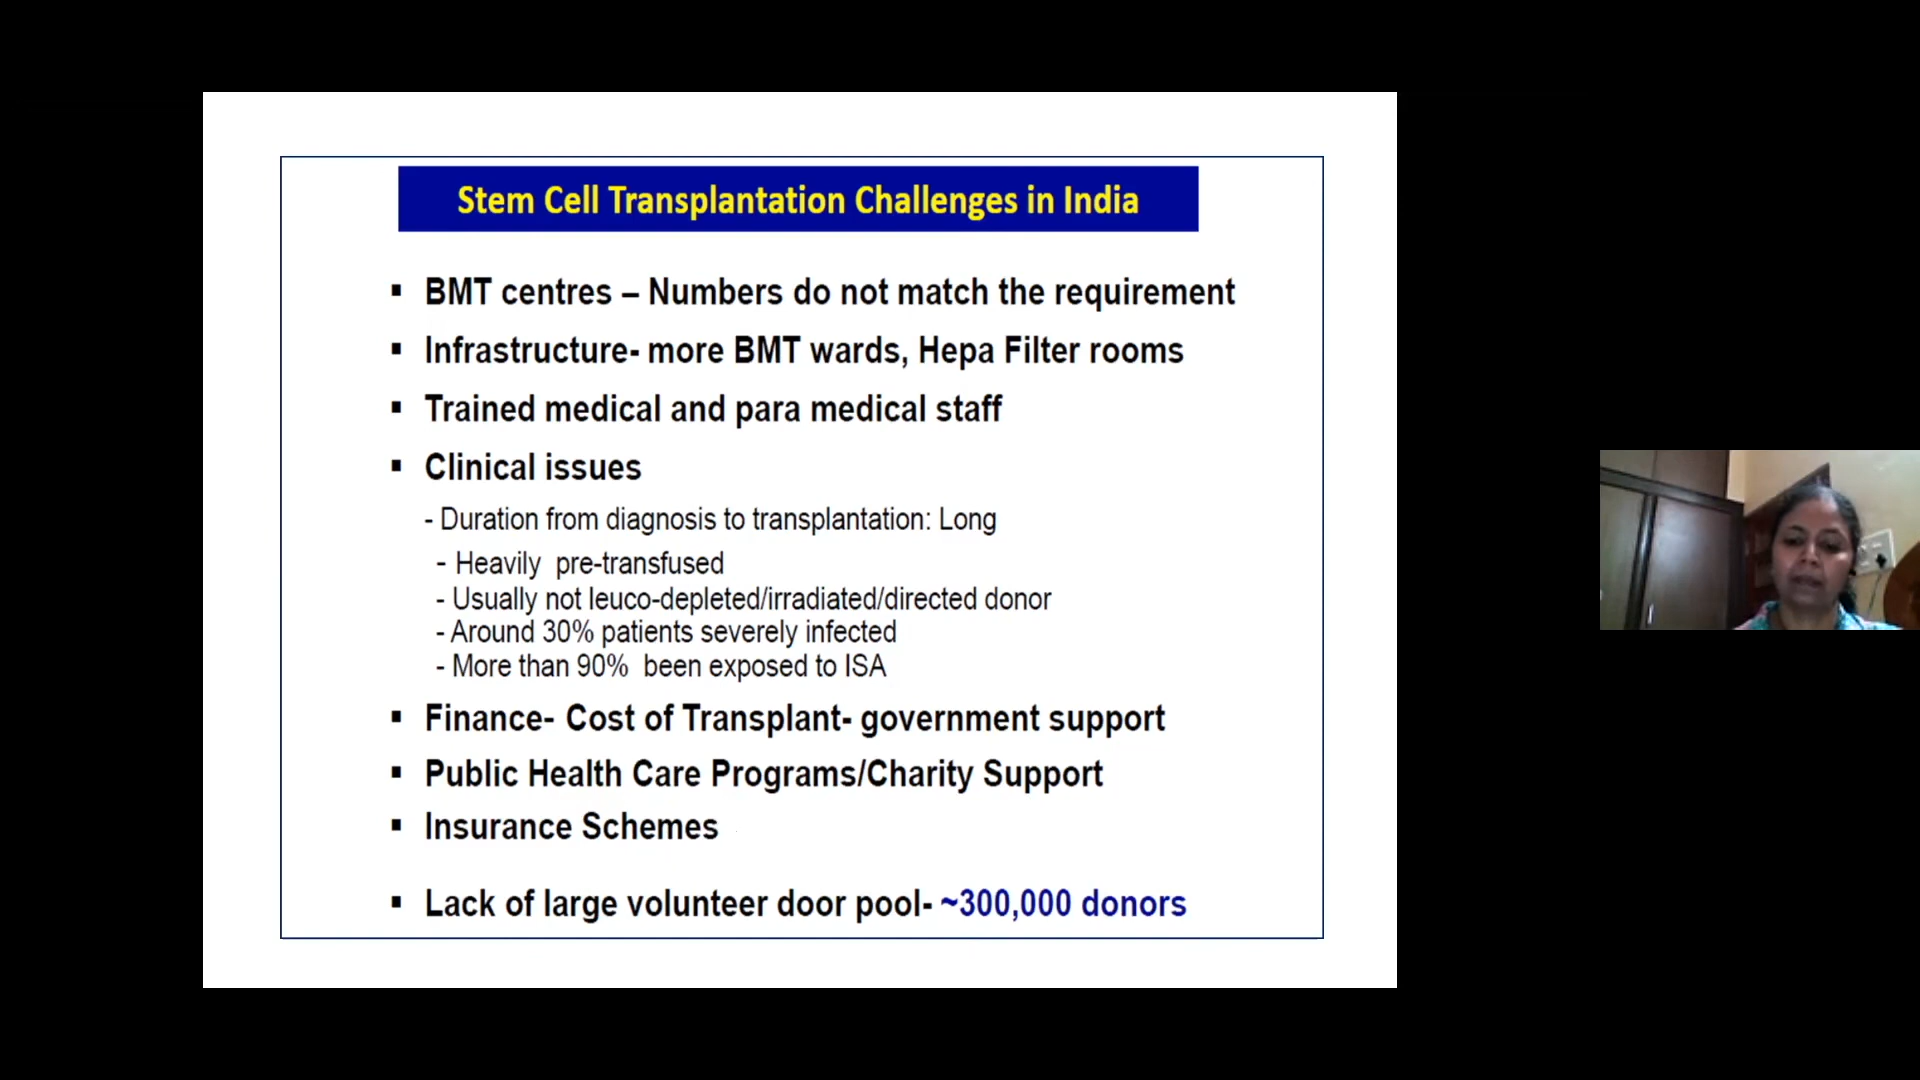 Stem Cell Transplantation Challenges in India
▪ BMT centres – Numbers do not match the requirement
▪ Infrastructure- more BMT wards, Hepa Filter rooms
▪ Trained medical and para medical staff
▪ Clinical issues
- Duration from diagnosis to transplantation: Long
- Heavily pre-transfused
- Usually not leuco-depleted/irradiated/directed donor
- Around 30% patients severely infected
- More than 90% been exposed to ISA
▪ Finance- Cost of Transplant- government support
▪ Public Health Care Programs/Charity Support
▪ Insurance Schemes
▪ Lack of large volunteer door pool- ~300,000 donors